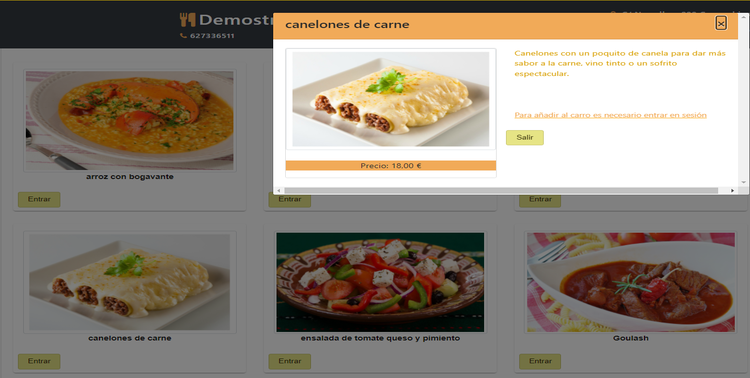 Demostr
627336511
canelones de carne
×
Canelones con un poquito de canela para dar más
sabor a la carne, vino tinto o un sofrito
espectacular.
Para añadir al carro es necesario entrar en sesión
Salir
Precio: 18,00 €
arroz con bogavante
Entrar
Entrar
Entrar
canelones de carne
ensalada de tomate queso y pimiento
Goulash
Entrar
Entrar
Entrar